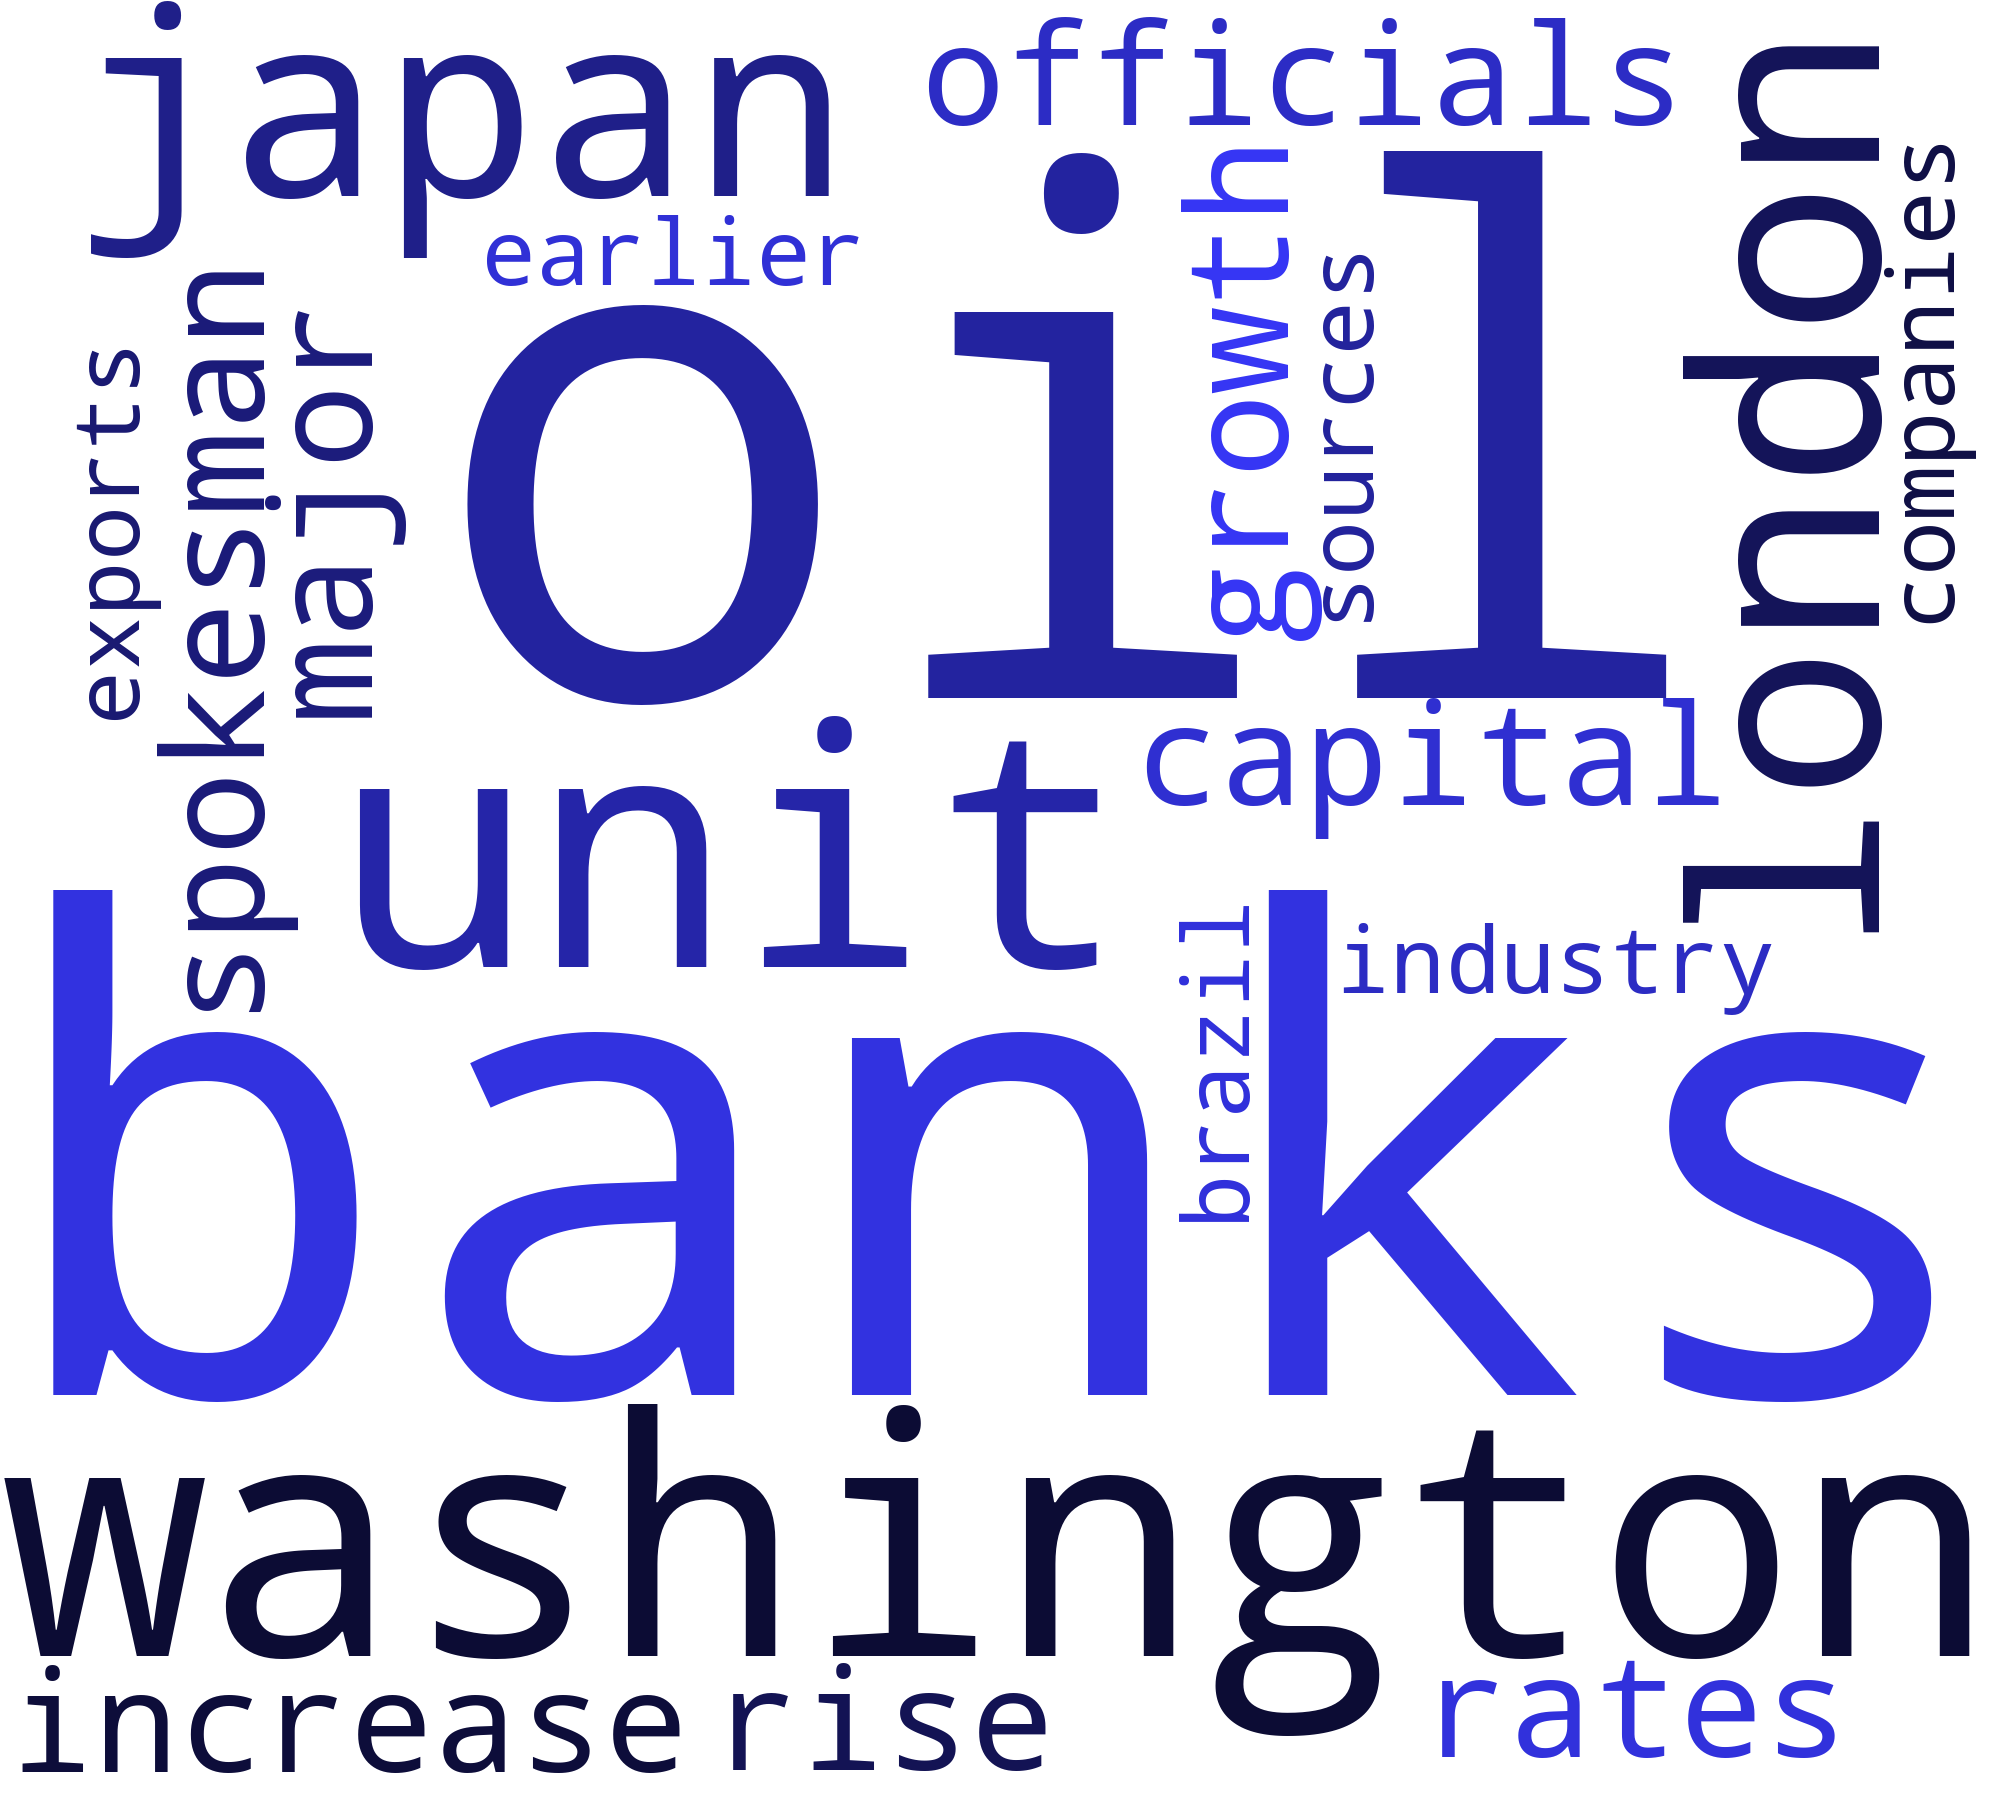 japan
officials
earlier
oil
growth
sources
london
companies
exports
spokesman
major
unit
capital
brazil
industry
banks
washington
increase
rise
rates